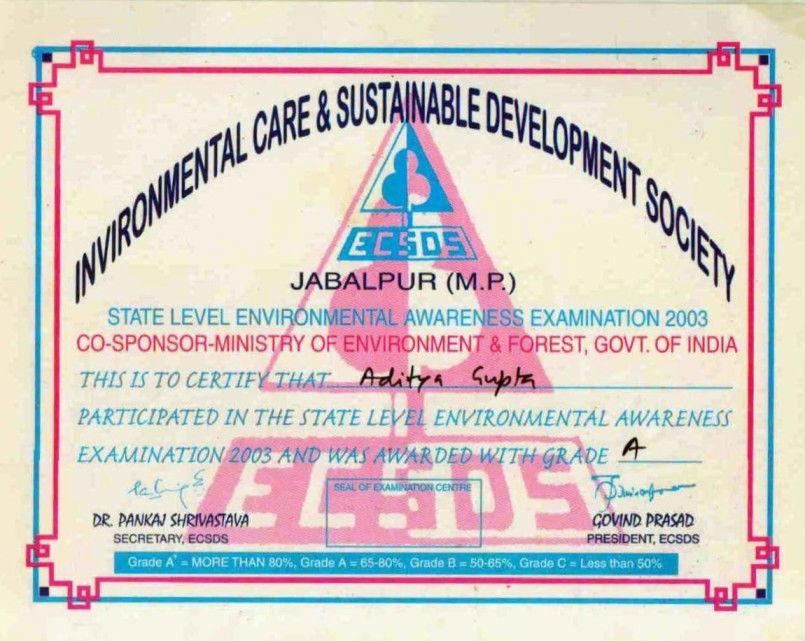 INVIRONMENTAL CARE & SUSTAINABLE DEVELOPMENT SOCIETY
ECSDS
JABALPUR (M.P.)
STATE LEVEL ENVIRONMENTAL AWARENESS EXAMINATION 2003
CO-SPONSOR-MINISTRY OF ENVIRONMENT & FOREST, GOVT. OF INDIA
THIS IS TO CERTIFY THAT Aditya Gupta
PARTICIPATED IN THE STATE LEVEL ENVIRONMENTAL AWARENESS
EXAMINATION 2003 AND WAS AWARDED WITH GRADE A
ECSDS
SEAL OF EXAMINATION CENTRE
DR. PANKAJ SHRIVASTAVA GOVIND PRASAD
SECRETARY, ECSDS PRESIDENT, ECSDS
Grade A+ = MORE THAN 80%, Grade A = 65-80%, Grade B = 50-65%, Grade C = Less than 50%